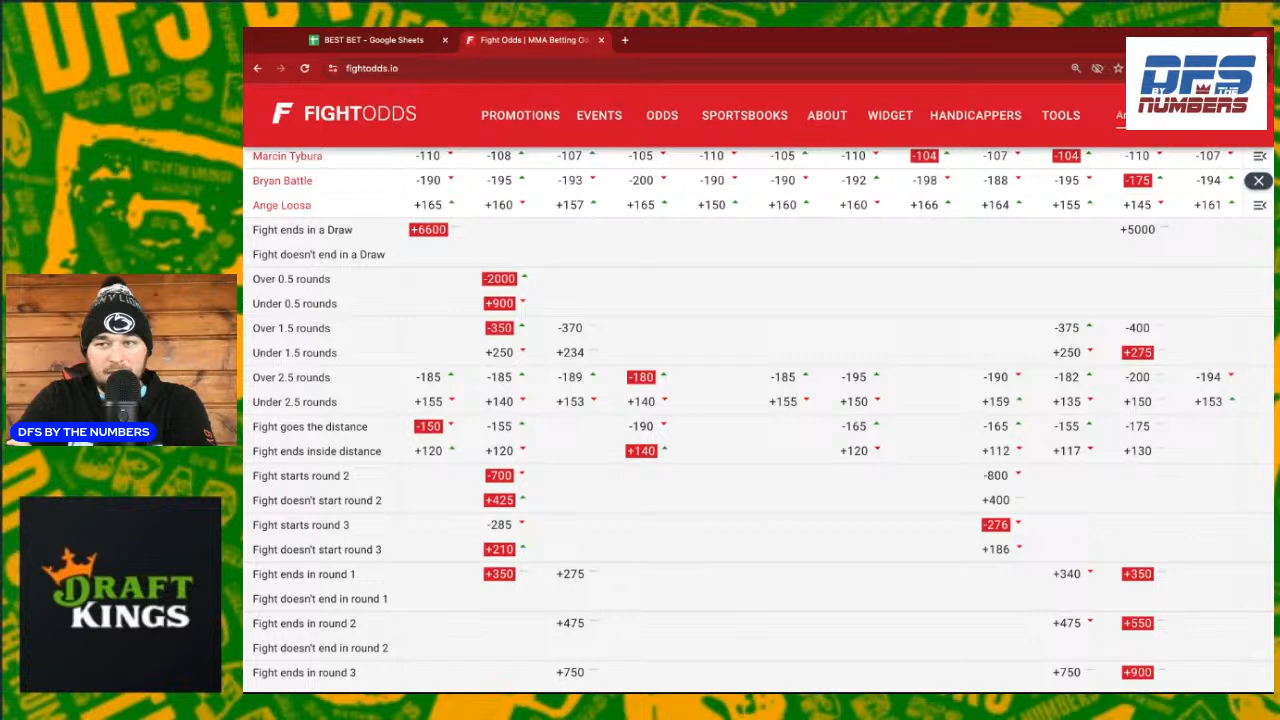 BEST BET - Google Sheets × Fight Odds | MMA Betting O × +
fightodds.io
DFS
BY THE
NUMBERS
FIGHTODDS PROMOTIONS EVENTS ODDS SPORTSBOOKS ABOUT WIDGET HANDICAPPERS TOOLS
Marcin Tybura -110 -108 -107 -105 -110 -105 -110 -104 -107 -104 -110 -107
Bryan Battle -190 -195 -193 -200 -190 -190 -192 -198 -188 -195 -175 -194
Ange Loosa +165 +160 +157 +165 +150 +160 +160 +166 +164 +155 +145 +161
Fight ends in a Draw +6600 +5000
Fight doesn't end in a Draw
Over 0.5 rounds -2000
Under 0.5 rounds +900
Over 1.5 rounds -350 -370 -375 -400
Under 1.5 rounds +250 +234 +250 +275
Over 2.5 rounds -185 -185 -189 -180 -185 -195 -190 -182 -200 -194
Under 2.5 rounds +155 +140 +153 +140 +155 +150 +159 +135 +150 +153
Fight goes the distance -150 -155 -190 -165 -165 -155 -175
Fight ends inside distance +120 +120 +140 +120 +112 +117 +130
Fight starts round 2 -700 -800
Fight doesn't start round 2 +425 +400
Fight starts round 3 -285 -276
Fight doesn't start round 3 +210 +186
Fight ends in round 1 +350 +275 +340 +350
Fight doesn't end in round 1
Fight ends in round 2 +475 +475 +550
Fight doesn't end in round 2
Fight ends in round 3 +750 +750 +900
DFS BY THE NUMBERS
DRAFT
KINGS